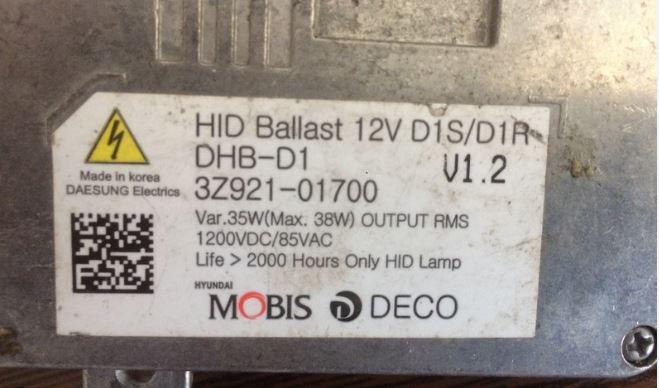 HID Ballast 12V D1S/D1R
DHB-D1
V1.2
Made in korea
DAESUNG Electrics
3Z921-01700
Var.35W(Max. 38W) OUTPUT RMS
1200VDC/85VAC
Life > 2000 Hours Only HID Lamp
HYUNDAI
MOBIS DECO